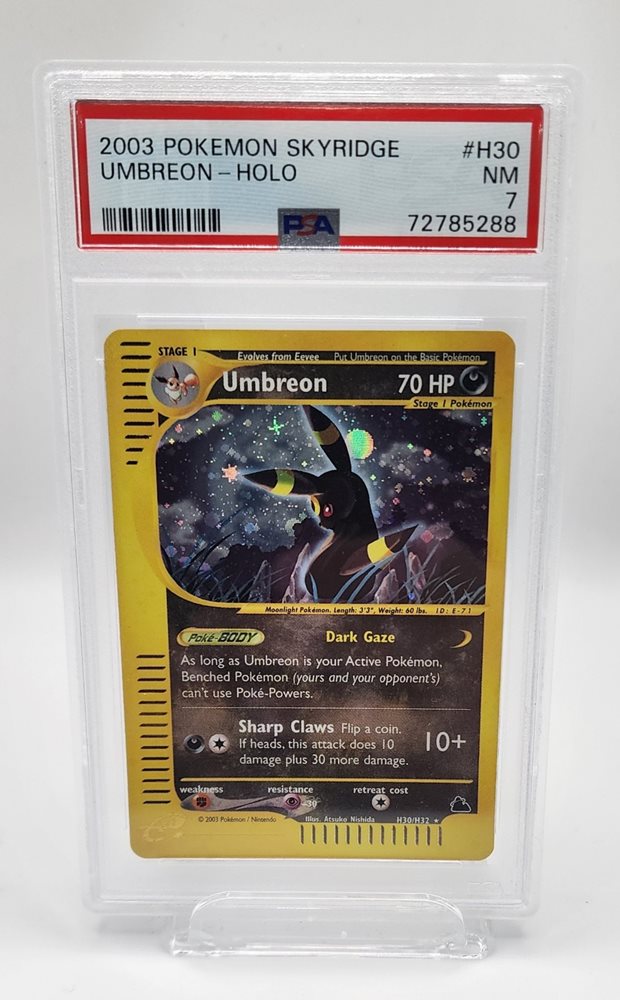 2003 POKEMON SKYRIDGE #H30
UMBREON - HOLO NM
7
PSA 72785288
STAGE 1 Evolves from Eevee Put Umbreon on the Basic Pokémon
Umbreon 70 HP
Stage 1 Pokémon
Moonlight Pokémon. Length: 3'3", Weight: 60 lbs. ID: E-71
Poké-BODY Dark Gaze
As long as Umbreon is your Active Pokémon,
Benched Pokémon (yours and your opponent's)
can't use Poké-Powers.
Sharp Claws Flip a coin.
If heads, this attack does 10 10+
damage plus 30 more damage.
weakness resistance retreat cost
-30
© 2003 Pokémon / Nintendo Illus. Atsuko Nishida H30/H32 ★